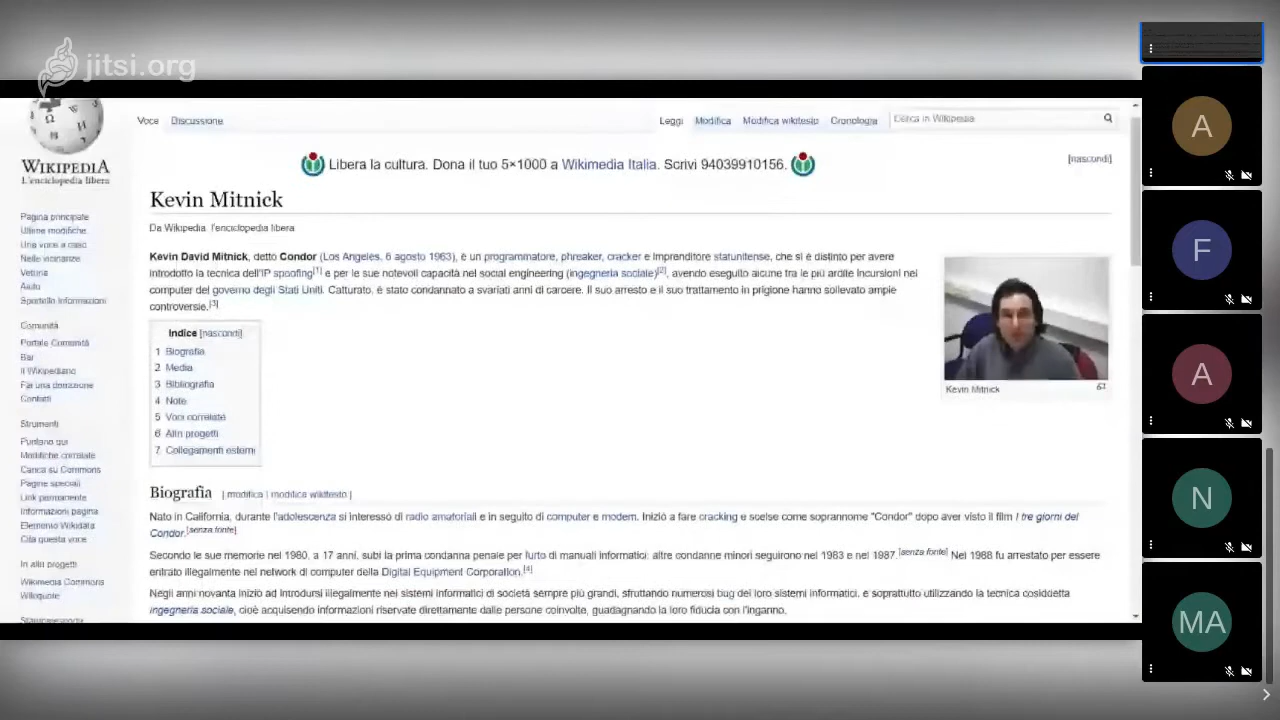 jitsi.org
WIKIPEDIA
L'enciclopedia libera
Pagina principale
Ultime modifiche
Una voce a caso
Nelle vicinanze
Vetrina
Aiuto
Sportello informazioni
Comunità
Portale Comunità
Bar
Il Wikipediano
Fai una donazione
Contatti
Strumenti
Puntano qui
Modifiche correlate
Carica su Commons
Pagine speciali
Link permanente
Informazioni pagina
Elemento Wikidata
Cita questa voce
In altri progetti
Wikimedia Commons
Wikiquote
Voce Discussione Leggi Modifica Modifica wikitesto Cronologia Cerca in Wikipedia
Libera la cultura. Dona il tuo 5×1000 a Wikimedia Italia. Scrivi 94039910156. [nascondi]
Kevin Mitnick
Da Wikipedia l'enciclopedia libera
Kevin David Mitnick, detto Condor (Los Angeles, 6 agosto 1963), è un programmatore, phreaker, cracker e imprenditore statunitense, che si è distinto per avere
introdotto la tecnica dell'IP spoofing[1] e per le sue notevoli capacità nel social engineering (ingegneria sociale)[2], avendo eseguito alcune tra le più ardite incursioni nei
computer del governo degli Stati Uniti. Catturato, è stato condannato a svariati anni di carcere. Il suo arresto e il suo trattamento in prigione hanno sollevato ampie
controversie.[3]
Kevin Mitnick
Indice [nascondi]
1 Biografia
2 Media
3 Bibliografia
4 Note
5 Voci correlate
6 Altri progetti
7 Collegamenti esterni
Biografia [ modifica | modifica wikitesto ]
Nato in California, durante l'adolescenza si interessò di radio amatoriali e in seguito di computer e modem. Iniziò a fare cracking e scelse come soprannome "Condor" dopo aver visto il film I tre giorni del
Condor.[senza fonte]
Secondo le sue memorie nel 1980, a 17 anni, subì la prima condanna penale per furto di manuali informatici: altre condanne minori seguirono nel 1983 e nel 1987.[senza fonte] Nel 1988 fu arrestato per essere
entrato illegalmente nel network di computer della Digital Equipment Corporation.[4]
Negli anni novanta iniziò ad introdursi illegalmente nei sistemi informatici di società sempre più grandi, sfruttando numerosi bug dei loro sistemi informatici, e soprattutto utilizzando la tecnica cosiddetta
ingegneria sociale, cioè acquisendo informazioni riservate direttamente dalle persone coinvolte, guadagnando la loro fiducia con l'inganno.
A
F
A
N
MA